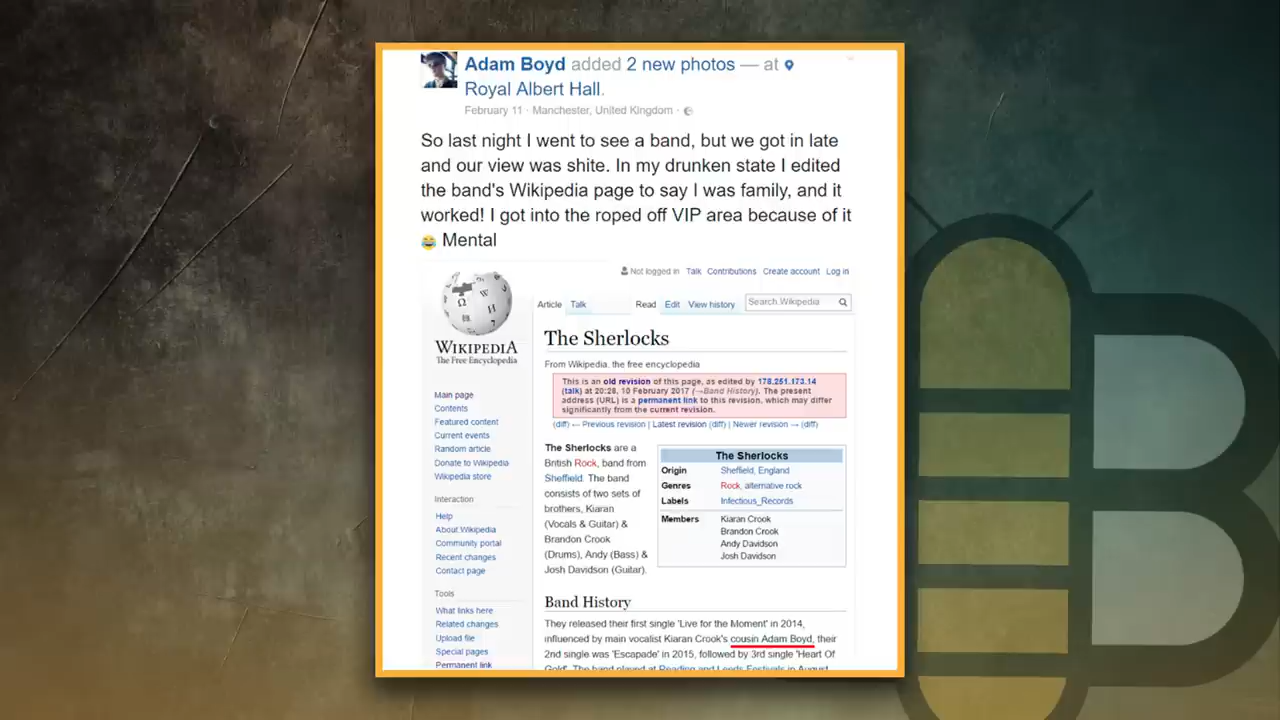 Adam Boyd added 2 new photos — at
Royal Albert Hall.
February 11 · Manchester, United Kingdom ·
So last night I went to see a band, but we got in late
and our view was shite. In my drunken state I edited
the band's Wikipedia page to say I was family, and it
worked! I got into the roped off VIP area because of it
😂 Mental
Not logged in Talk Contributions Create account Log in
Article Talk Read Edit View history Search Wikipedia
WIKIPEDIA
The Free Encyclopedia
Main page
Contents
Featured content
Current events
Random article
Donate to Wikipedia
Wikipedia store
Interaction
Help
About Wikipedia
Community portal
Recent changes
Contact page
Tools
What links here
Related changes
Upload file
Special pages
Permanent link
The Sherlocks
From Wikipedia, the free encyclopedia
This is an old revision of this page, as edited by 178.251.173.14
(talk) at 20:28, 10 February 2017 (→Band History). The present
address (URL) is a permanent link to this revision, which may differ
significantly from the current revision.
(diff) ← Previous revision | Latest revision (diff) | Newer revision → (diff)
The Sherlocks are a
British Rock, band from
Sheffield. The band
consists of two sets of
brothers, Kiaran
(Vocals & Guitar) &
Brandon Crook
(Drums), Andy (Bass) &
Josh Davidson (Guitar).
The Sherlocks
Origin Sheffield, England
Genres Rock, alternative rock
Labels Infectious_Records
Members Kiaran Crook
Brandon Crook
Andy Davidson
Josh Davidson
Band History
They released their first single 'Live for the Moment' in 2014,
influenced by main vocalist Kiaran Crook's cousin Adam Boyd, their
2nd single was 'Escapade' in 2015, followed by 3rd single 'Heart Of
Gold'. The band played at Reading and Leeds Festivals in August